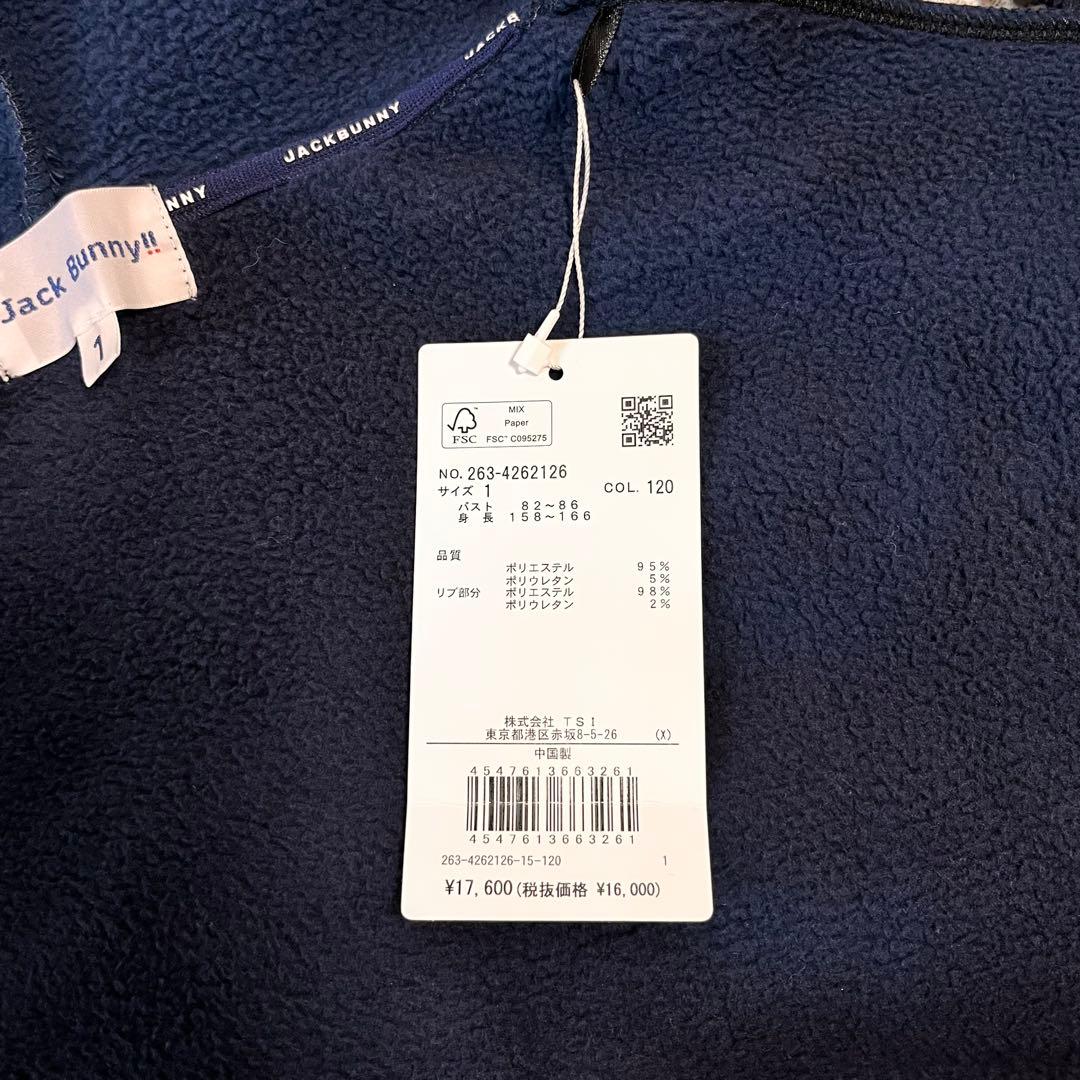 JACKB
JACKBUNNY
NNY
Jack Bunny!!
1
MIX
Paper
FSC™ C095275
FSC
NO. 263-4262126
サイズ 1 COL. 120
バスト 82~86
身長 158~166
品質
ポリエステル 95%
ポリウレタン 5%
リブ部分 ポリエステル 98%
ポリウレタン 2%
株式会社 TSI
東京都港区赤坂8-5-26 (X)
中国製
4547613663261
4547613663261
263-4262126-15-120 1
¥17,600(税抜価格 ¥16,000)